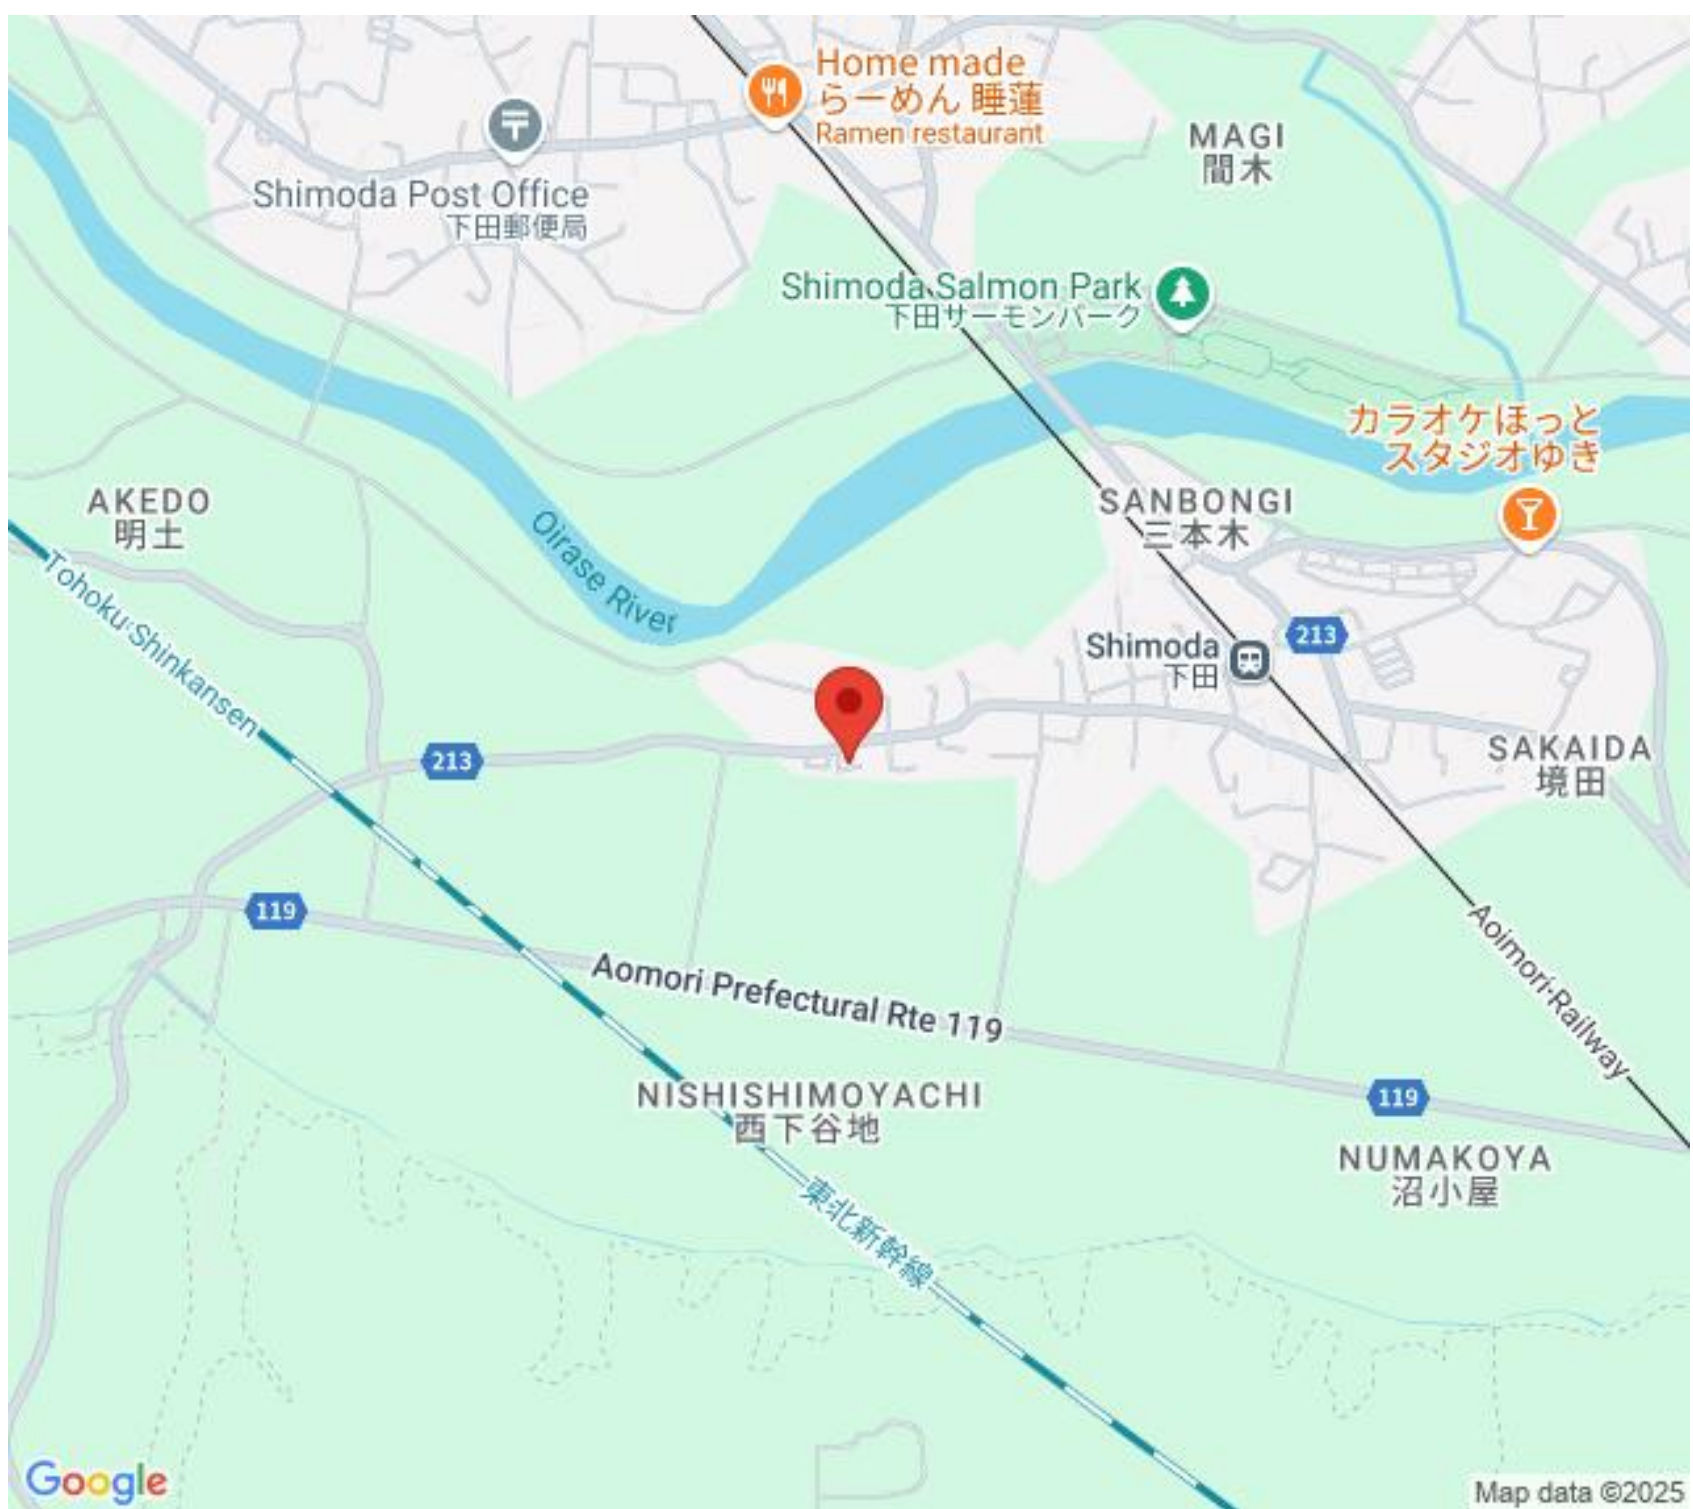 Home made
らーめん 睡蓮
Ramen restaurant
MAGI
間木
Shimoda Post Office
下田郵便局
Shimoda Salmon Park
下田サーモンパーク
カラオケほっと
スタジオゆき
AKEDO
明土
SANBONGI
三本木
Oirase River
Tohoku Shinkansen
213
Shimoda
下田
213
SAKAIDA
境田
119
Aomori Prefectural Rte 119
Aoimori Railway
NISHISHIMOYACHI
西下谷地
119
NUMAKOYA
沼小屋
東北新幹線
Google
Map data ©2025